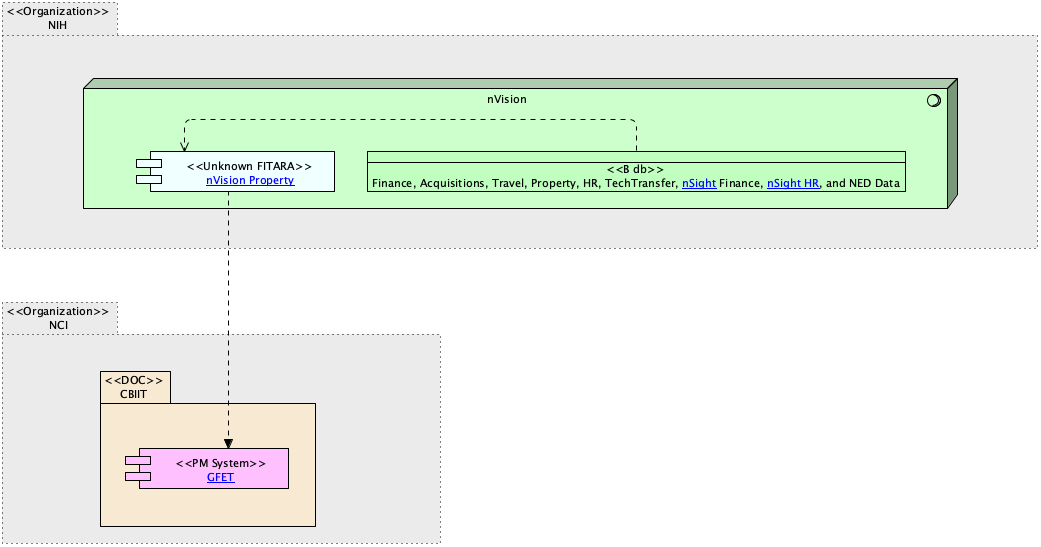 <<Organization>>
NIH
nVision
<<Unknown FITARA>>
nVision Property
<<B db>>
Finance, Acquisitions, Travel, Property, HR, TechTransfer, nSight Finance, nSight HR, and NED Data
<<Organization>>
NCI
<<DOC>>
CBIIT
<<PM System>>
GFET